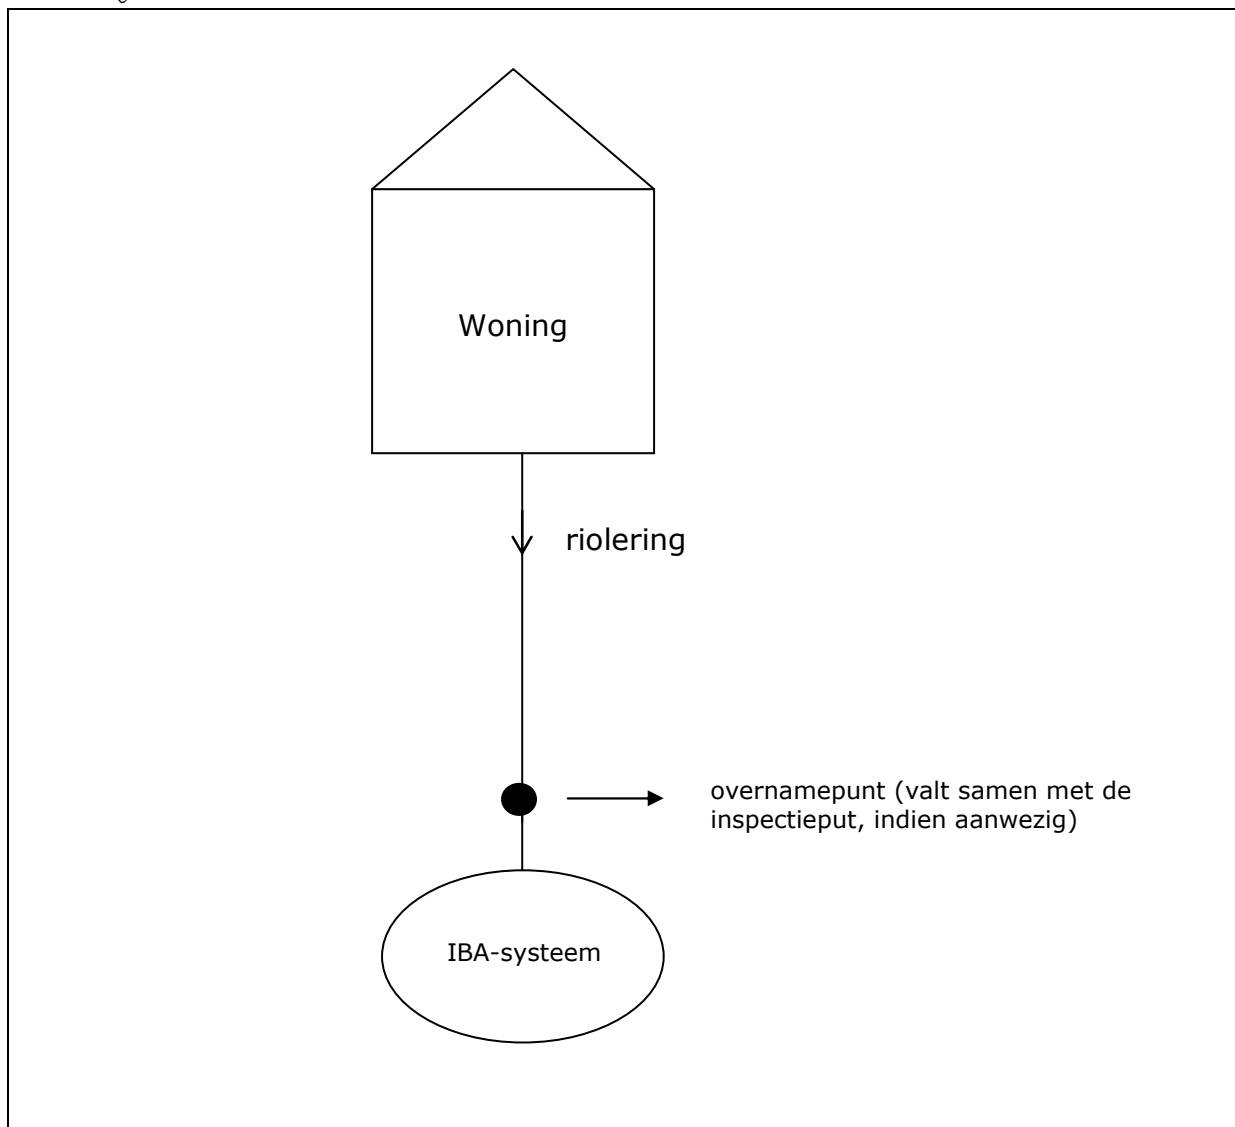 Woning
riolering
overnamepunt (valt samen met de
inspectieput, indien aanwezig)
IBA-systeem